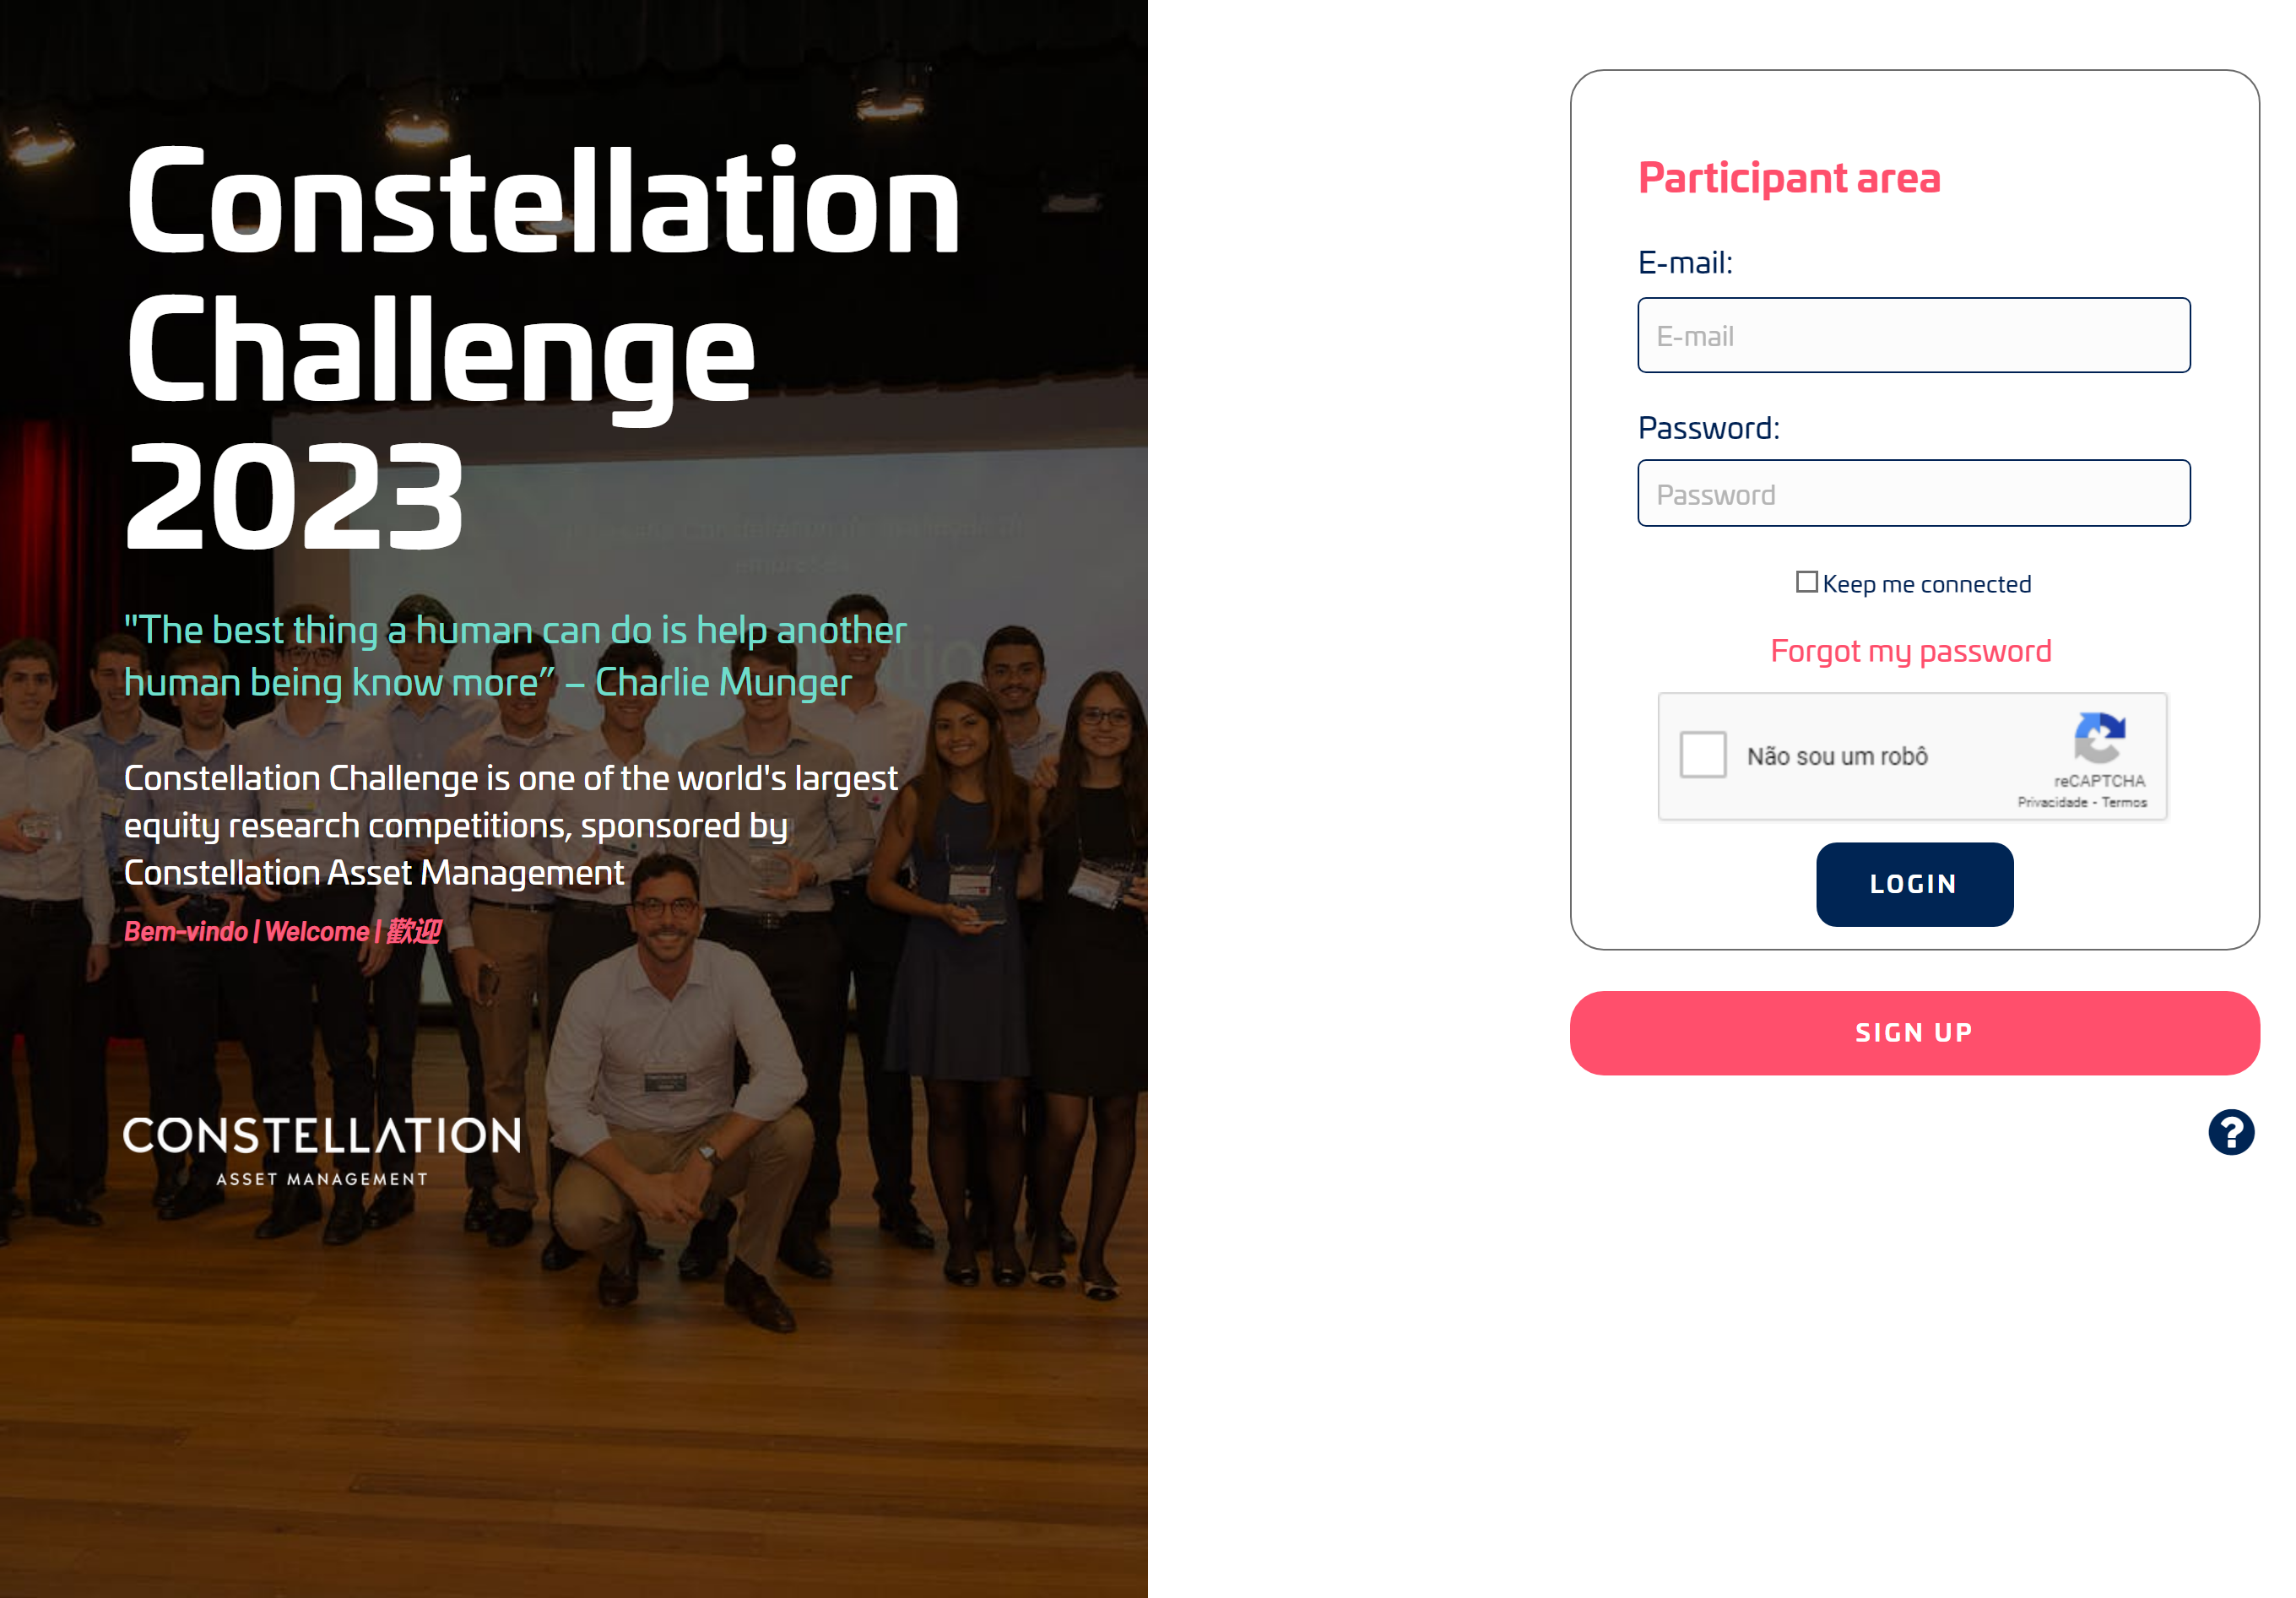 Constellation
Challenge
2023
"The best thing a human can do is help another
human being know more” – Charlie Munger
Constellation Challenge is one of the world's largest
equity research competitions, sponsored by
Constellation Asset Management
Bem-vindo | Welcome | 歡迎
CONSTELLATION
ASSET MANAGEMENT
Participant area
E-mail:
E-mail
Password:
Password
Keep me connected
Forgot my password
Não sou um robô
reCAPTCHA
Privacidade - Termos
LOGIN
SIGN UP
?